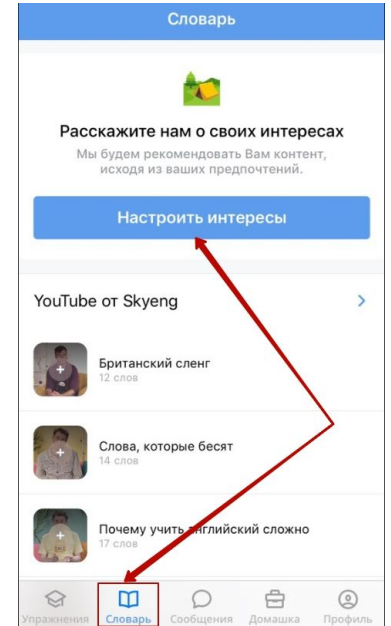 Словарь
Расскажите нам о своих интересах
Мы будем рекомендовать Вам контент,
исходя из ваших предпочтений.
Настроить интересы
YouTube от Skyeng
Британский сленг
12 слов
Слова, которые бесят
14 слов
Почему учить английский сложно
17 слов
Упражнения Словарь Сообщения Домашка Профиль